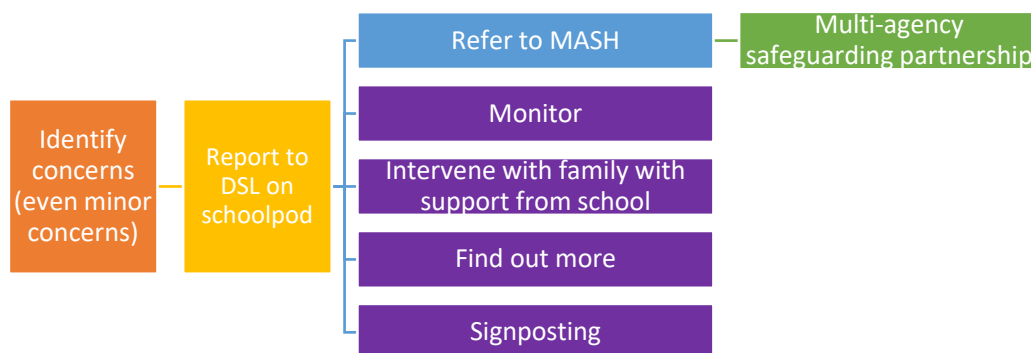 Identify
concerns
(even minor
concerns)
Report to
DSL on
schoolpod
Refer to MASH
Multi-agency
safeguarding partnership
Monitor
Intervene with family with
support from school
Find out more
Signposting